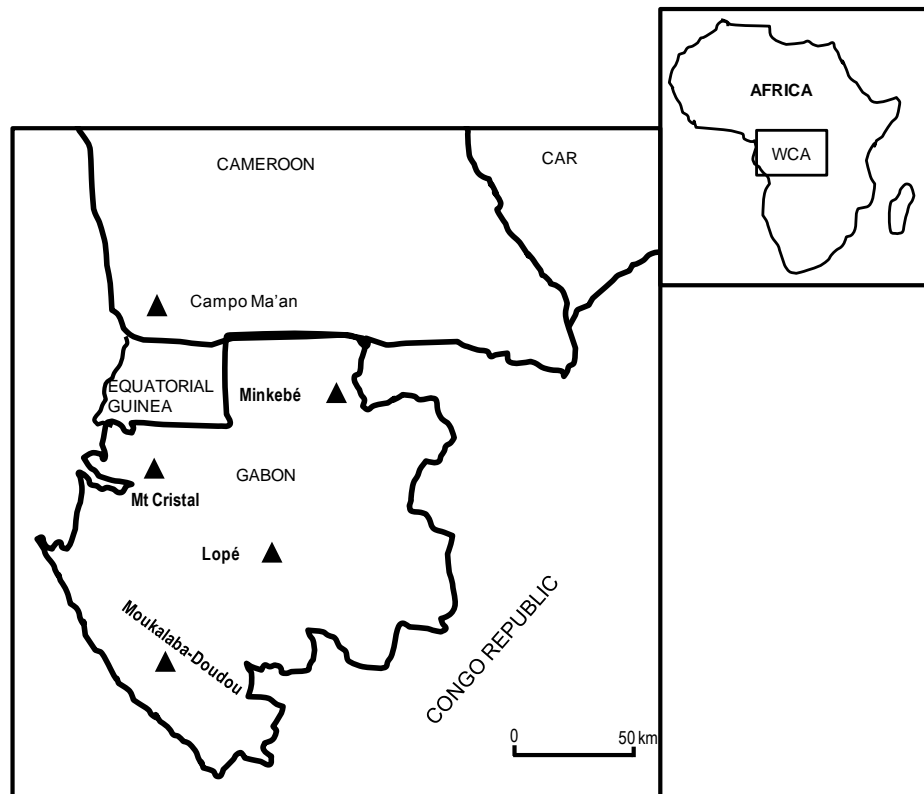 AFRICA
WCA
CAMEROON
CAR
Campo Ma'an
EQUATORIAL
GUINEA
Minkebé
GABON
Mt Cristal
Lopé
Moukalaba-Doudou
CONGO REPUBLIC
0 50 km